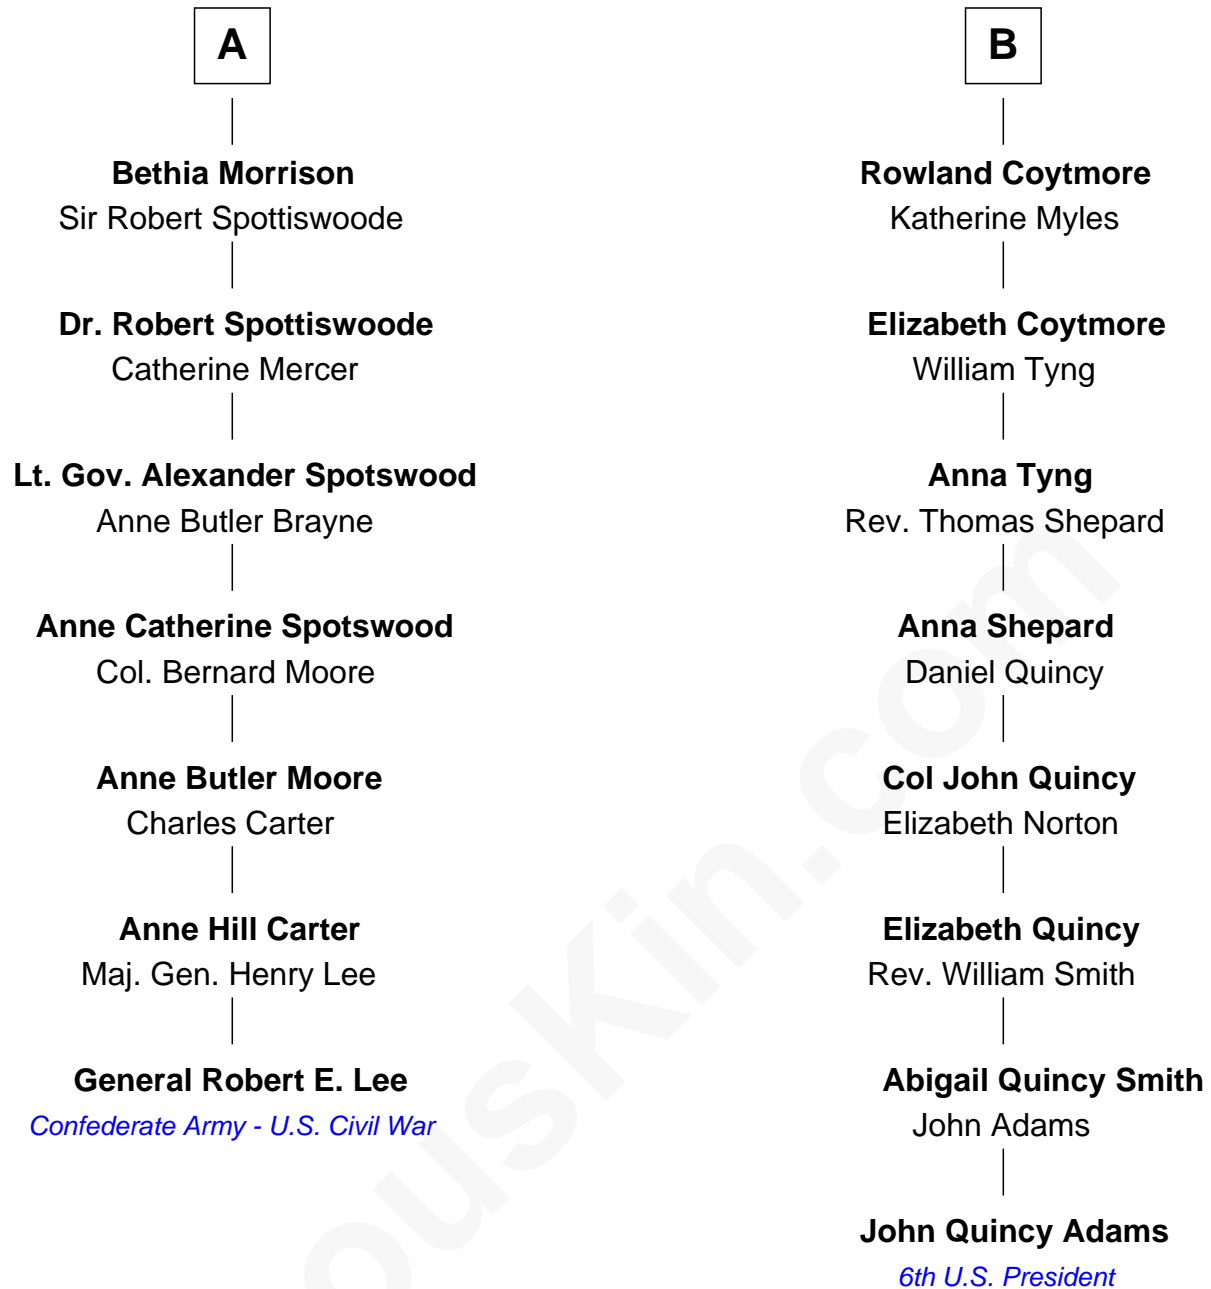 A
Bethia Morrison
Sir Robert Spottiswoode
Dr. Robert Spottiswoode
Catherine Mercer
Lt. Gov. Alexander Spotswood
Anne Butler Brayne
Anne Catherine Spotswood
Col. Bernard Moore
Anne Butler Moore
Charles Carter
Anne Hill Carter
Maj. Gen. Henry Lee
General Robert E. Lee
Confederate Army - U.S. Civil War
B
Rowland Coytmore
Katherine Myles
Elizabeth Coytmore
William Tyng
Anna Tyng
Rev. Thomas Shepard
Anna Shepard
Daniel Quincy
Col John Quincy
Elizabeth Norton
Elizabeth Quincy
Rev. William Smith
Abigail Quincy Smith
John Adams
John Quincy Adams
6th U.S. President
ousKin.com